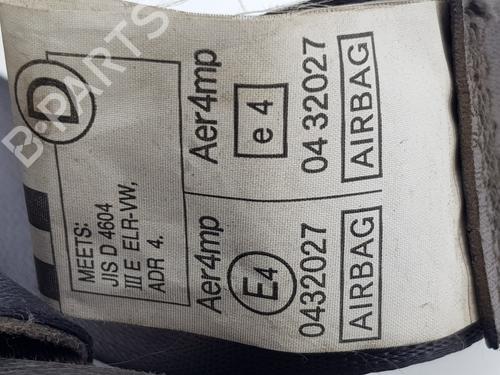 D
MEETS:
JIS D 4604
III E ELR-VW,
ADR 4.
Aer4mp
e 4
04 32027
AIRBAG
Aer4mp
E4
0432027
AIRBAG
B-PARTS